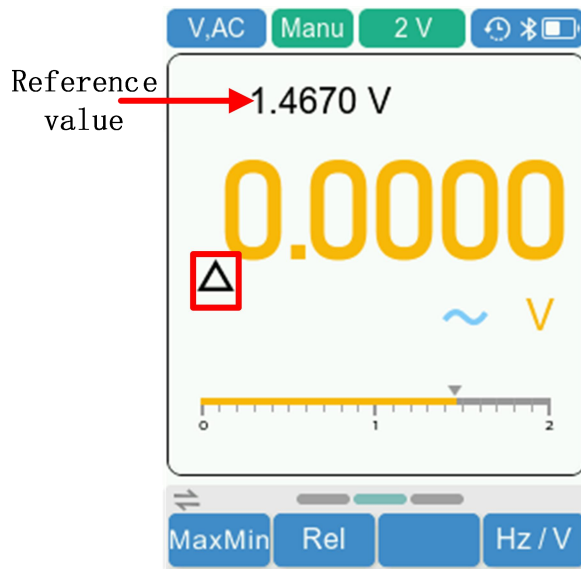 V,AC Manu 2 V
Reference
value
1.4670 V
0.0000
~ V
0 1 2
MaxMin Rel Hz / V